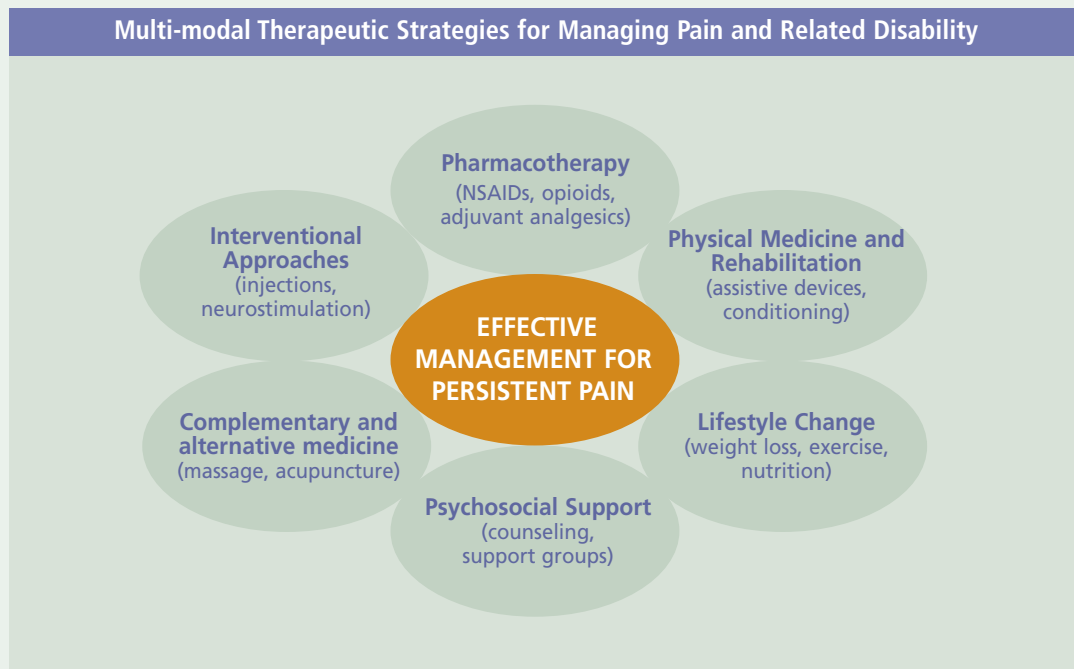 Multi-modal Therapeutic Strategies for Managing Pain and Related Disability
Pharmacotherapy
(NSAIDs, opioids,
adjuvant analgesics)
Interventional
Approaches
(injections,
neurostimulation)
Physical Medicine and
Rehabilitation
(assistive devices,
conditioning)
EFFECTIVE
MANAGEMENT FOR
PERSISTENT PAIN
Complementary and
alternative medicine
(massage, acupuncture)
Lifestyle Change
(weight loss, exercise,
nutrition)
Psychosocial Support
(counseling,
support groups)